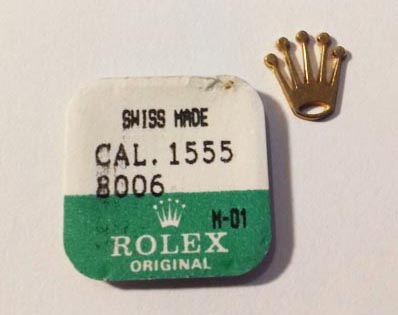 SWISS MADE
CAL. 1555
8006
M-01
ROLEX
ORIGINAL